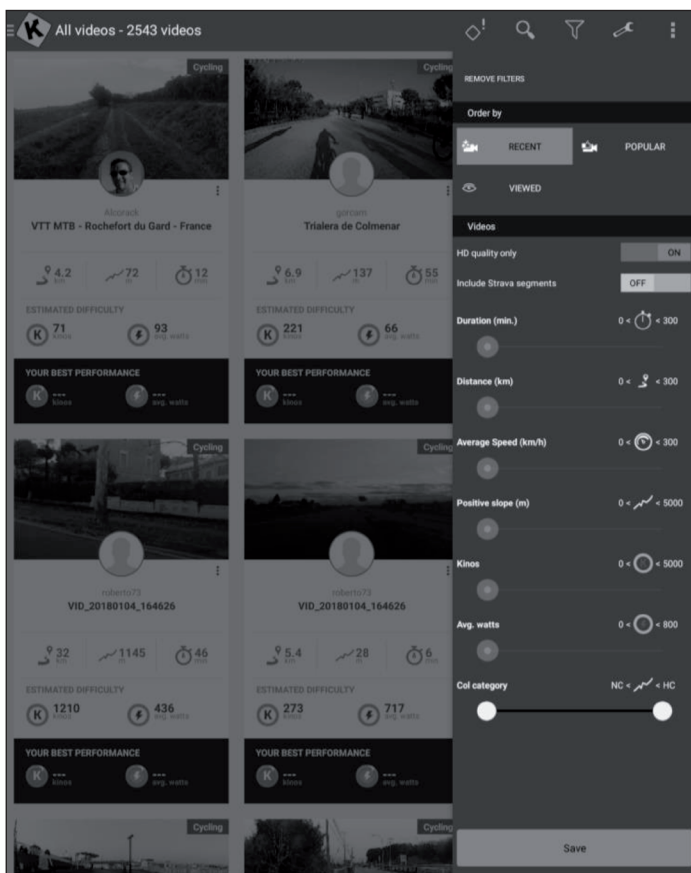 K All videos - 2543 videos
Cycling
Alcorack
VTT MTB - Rochefort du Gard - France
4.2 km 72 m 12 min
ESTIMATED DIFFICULTY
K 71 kinos 93 avg. watts
YOUR BEST PERFORMANCE
K --- kinos --- avg. watts
Cycling
gorcam
Trialera de Colmenar
6.9 km 137 m 55 min
ESTIMATED DIFFICULTY
K 221 kinos 66 avg. watts
YOUR BEST PERFORMANCE
K --- kinos --- avg. watts
Cycling
roberto73
VID_20180104_164626
32 km 1145 m 46 min
ESTIMATED DIFFICULTY
K 1210 kinos 436 avg. watts
YOUR BEST PERFORMANCE
K --- kinos --- avg. watts
Cycling
roberto73
VID_20180104_164626
5.4 km 28 m 6 min
ESTIMATED DIFFICULTY
K 273 kinos 717 avg. watts
YOUR BEST PERFORMANCE
K --- kinos --- avg. watts
Cycling
Cycling
REMOVE FILTERS
Order by
RECENT POPULAR
VIEWED
Videos
HD quality only ON
Include Strava segments OFF
Duration (min.) 0 < < 300
Distance (km) 0 < < 300
Average Speed (km/h) 0 < < 300
Positive slope (m) 0 < < 5000
Kinos 0 < < 5000
Avg. watts 0 < < 800
Col category NC < < HC
Save